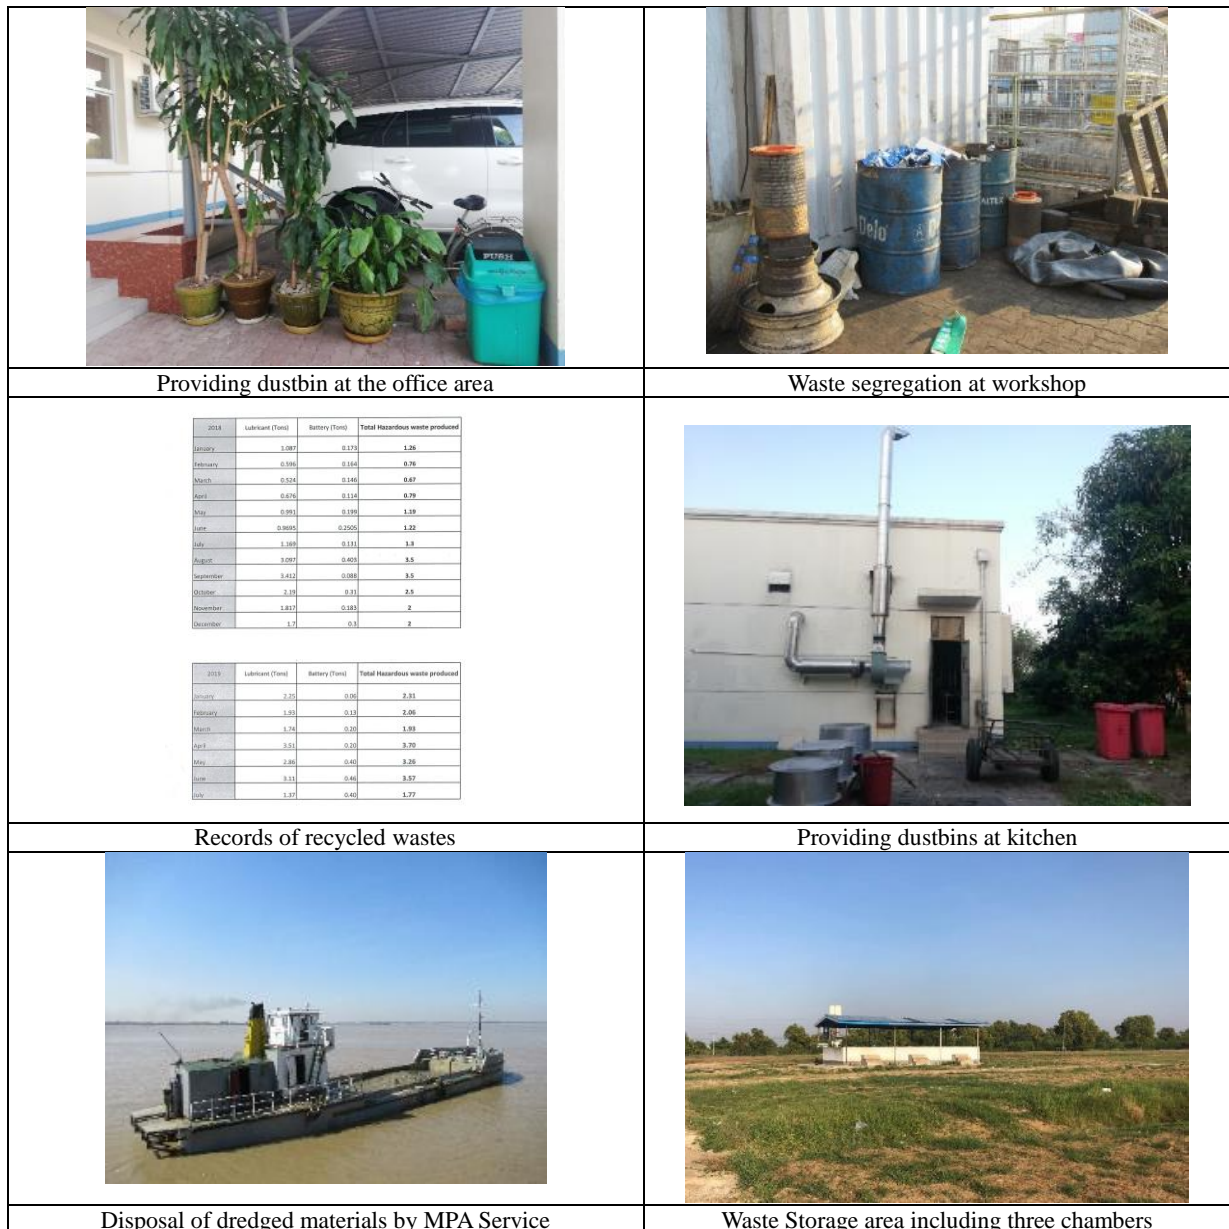 PUSH
Delo
Providing dustbin at the office area
Waste segregation at workshop
2018 Lubricant (Tons) Battery (Tons) Total Hazardous waste produced
January 1.087 0.173 1.26
February 0.596 0.164 0.76
March 0.524 0.146 0.67
April 0.676 0.114 0.79
May 0.991 0.199 1.19
June 0.9695 0.2505 1.22
July 1.169 0.131 1.3
August 3.097 0.403 3.5
September 3.412 0.088 3.5
October 2.19 0.31 2.5
November 1.817 0.183 2
December 1.7 0.3 2
2019 Lubricant (Tons) Battery (Tons) Total Hazardous waste produced
January 2.25 0.06 2.31
February 1.93 0.13 2.06
March 1.74 0.20 1.93
April 3.51 0.20 3.70
May 2.86 0.40 3.26
June 3.11 0.46 3.57
July 1.37 0.40 1.77
Records of recycled wastes
Providing dustbins at kitchen
Disposal of dredged materials by MPA Service
Waste Storage area including three chambers